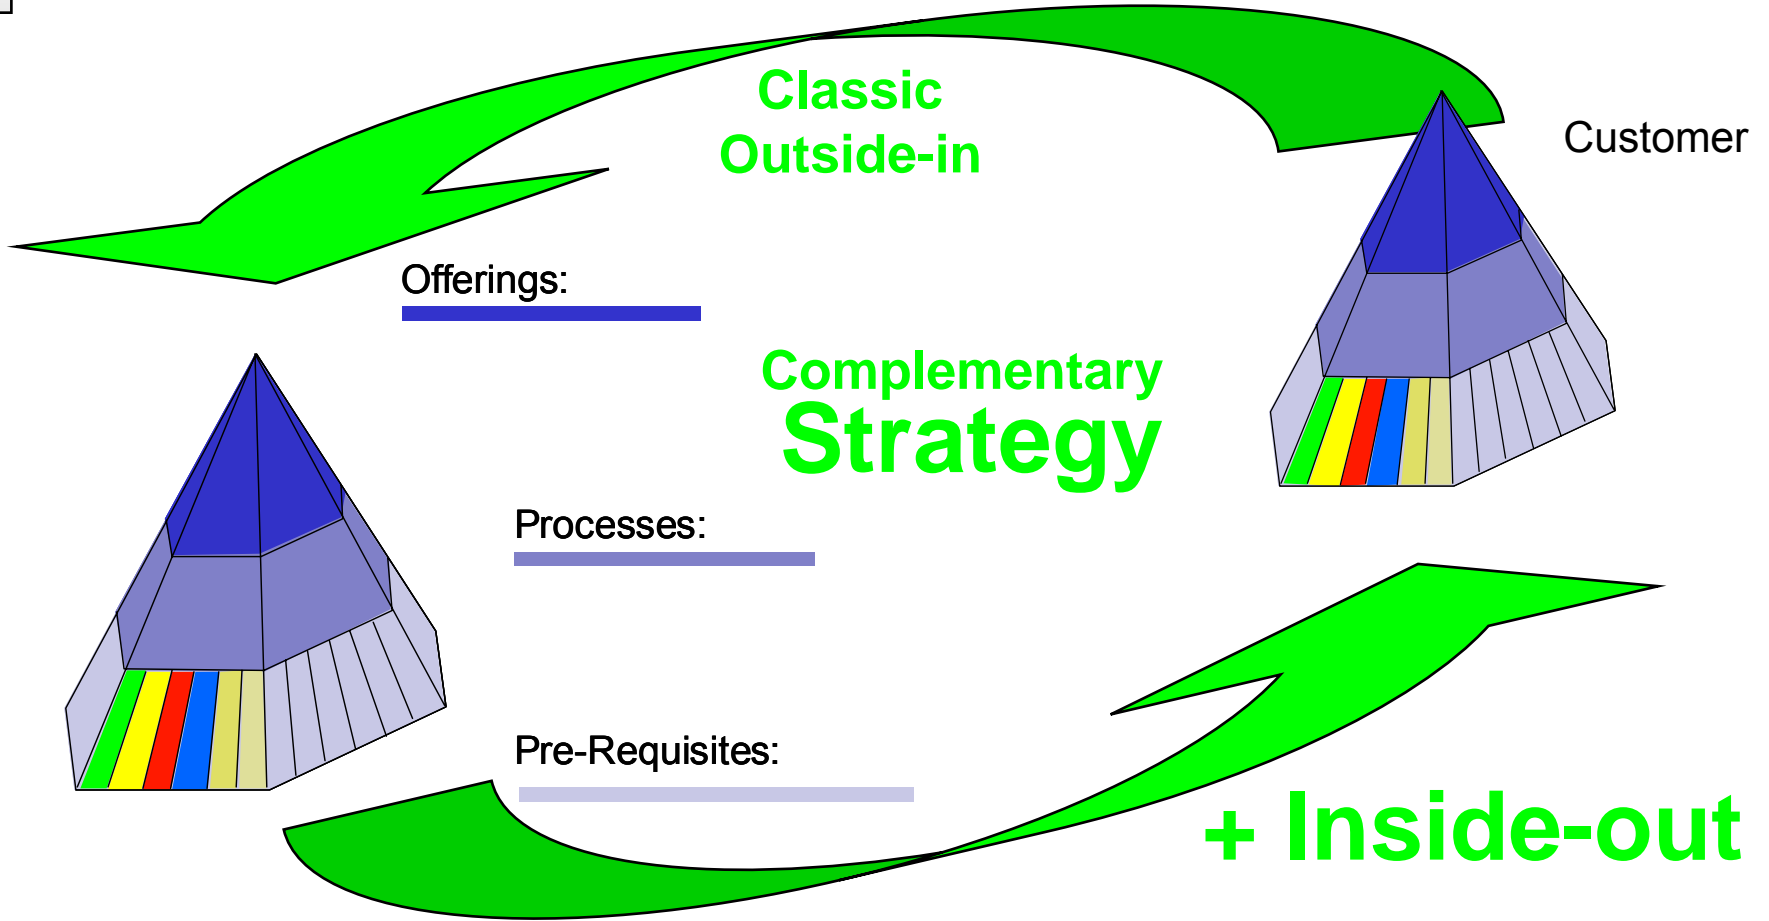 Classic
Outside-in
Customer
Offerings:
Complementary
Strategy
Processes:
Pre-Requisites:
+ Inside-out